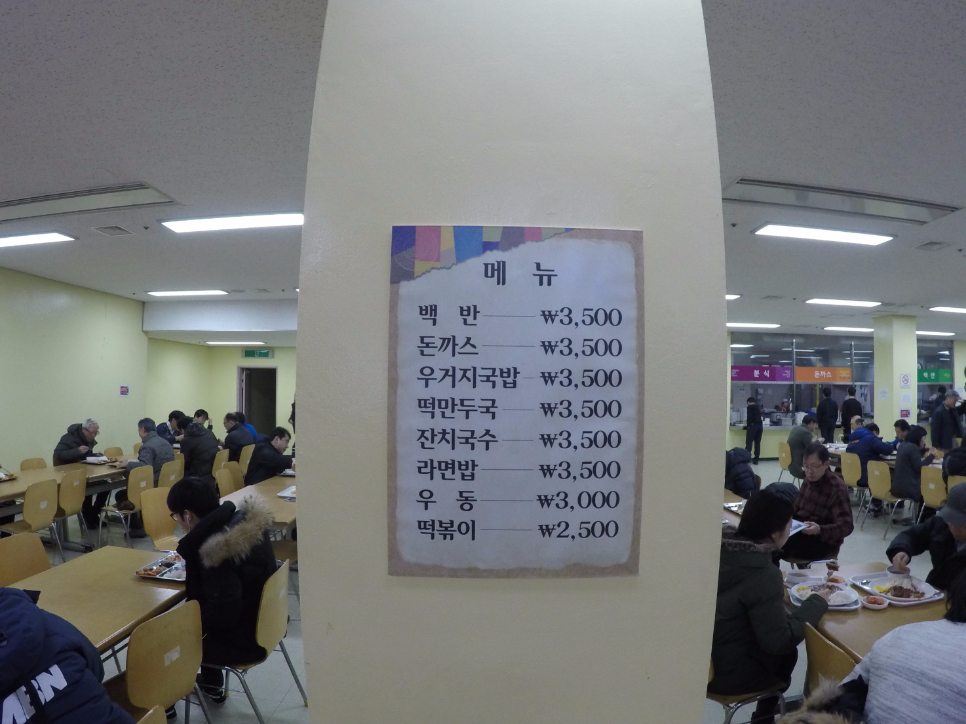 메 뉴
백 반 ₩3,500
돈까스 ₩3,500
우거지국밥 ₩3,500
떡만두국 ₩3,500
잔치국수 ₩3,500
라면밥 ₩3,500
우 동 ₩3,000
떡볶이 ₩2,500
분식
돈까스